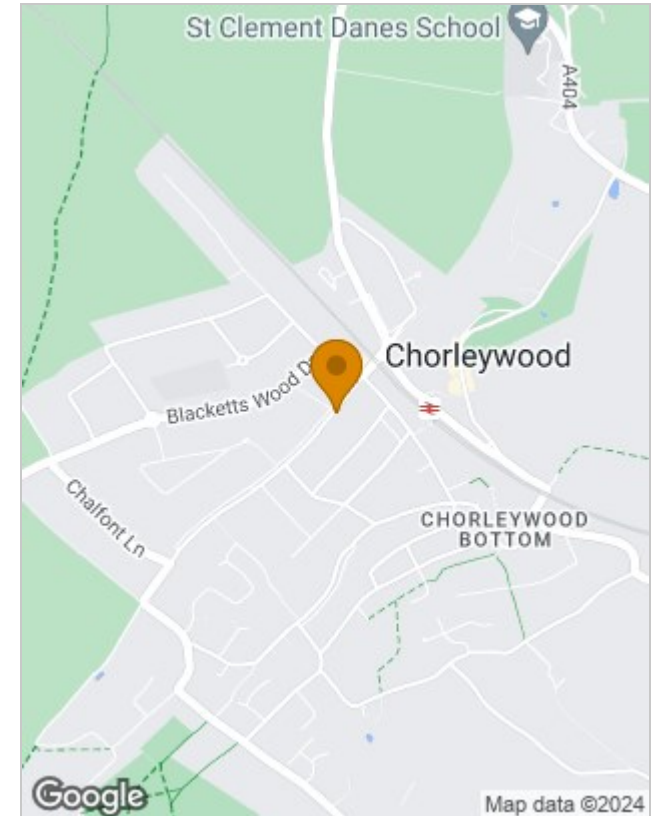 St Clement Danes School
A404
Chorleywood
Blacketts Wood D
Chalfont Ln
CHORLEYWOOD
BOTTOM
Google
Map data ©2024